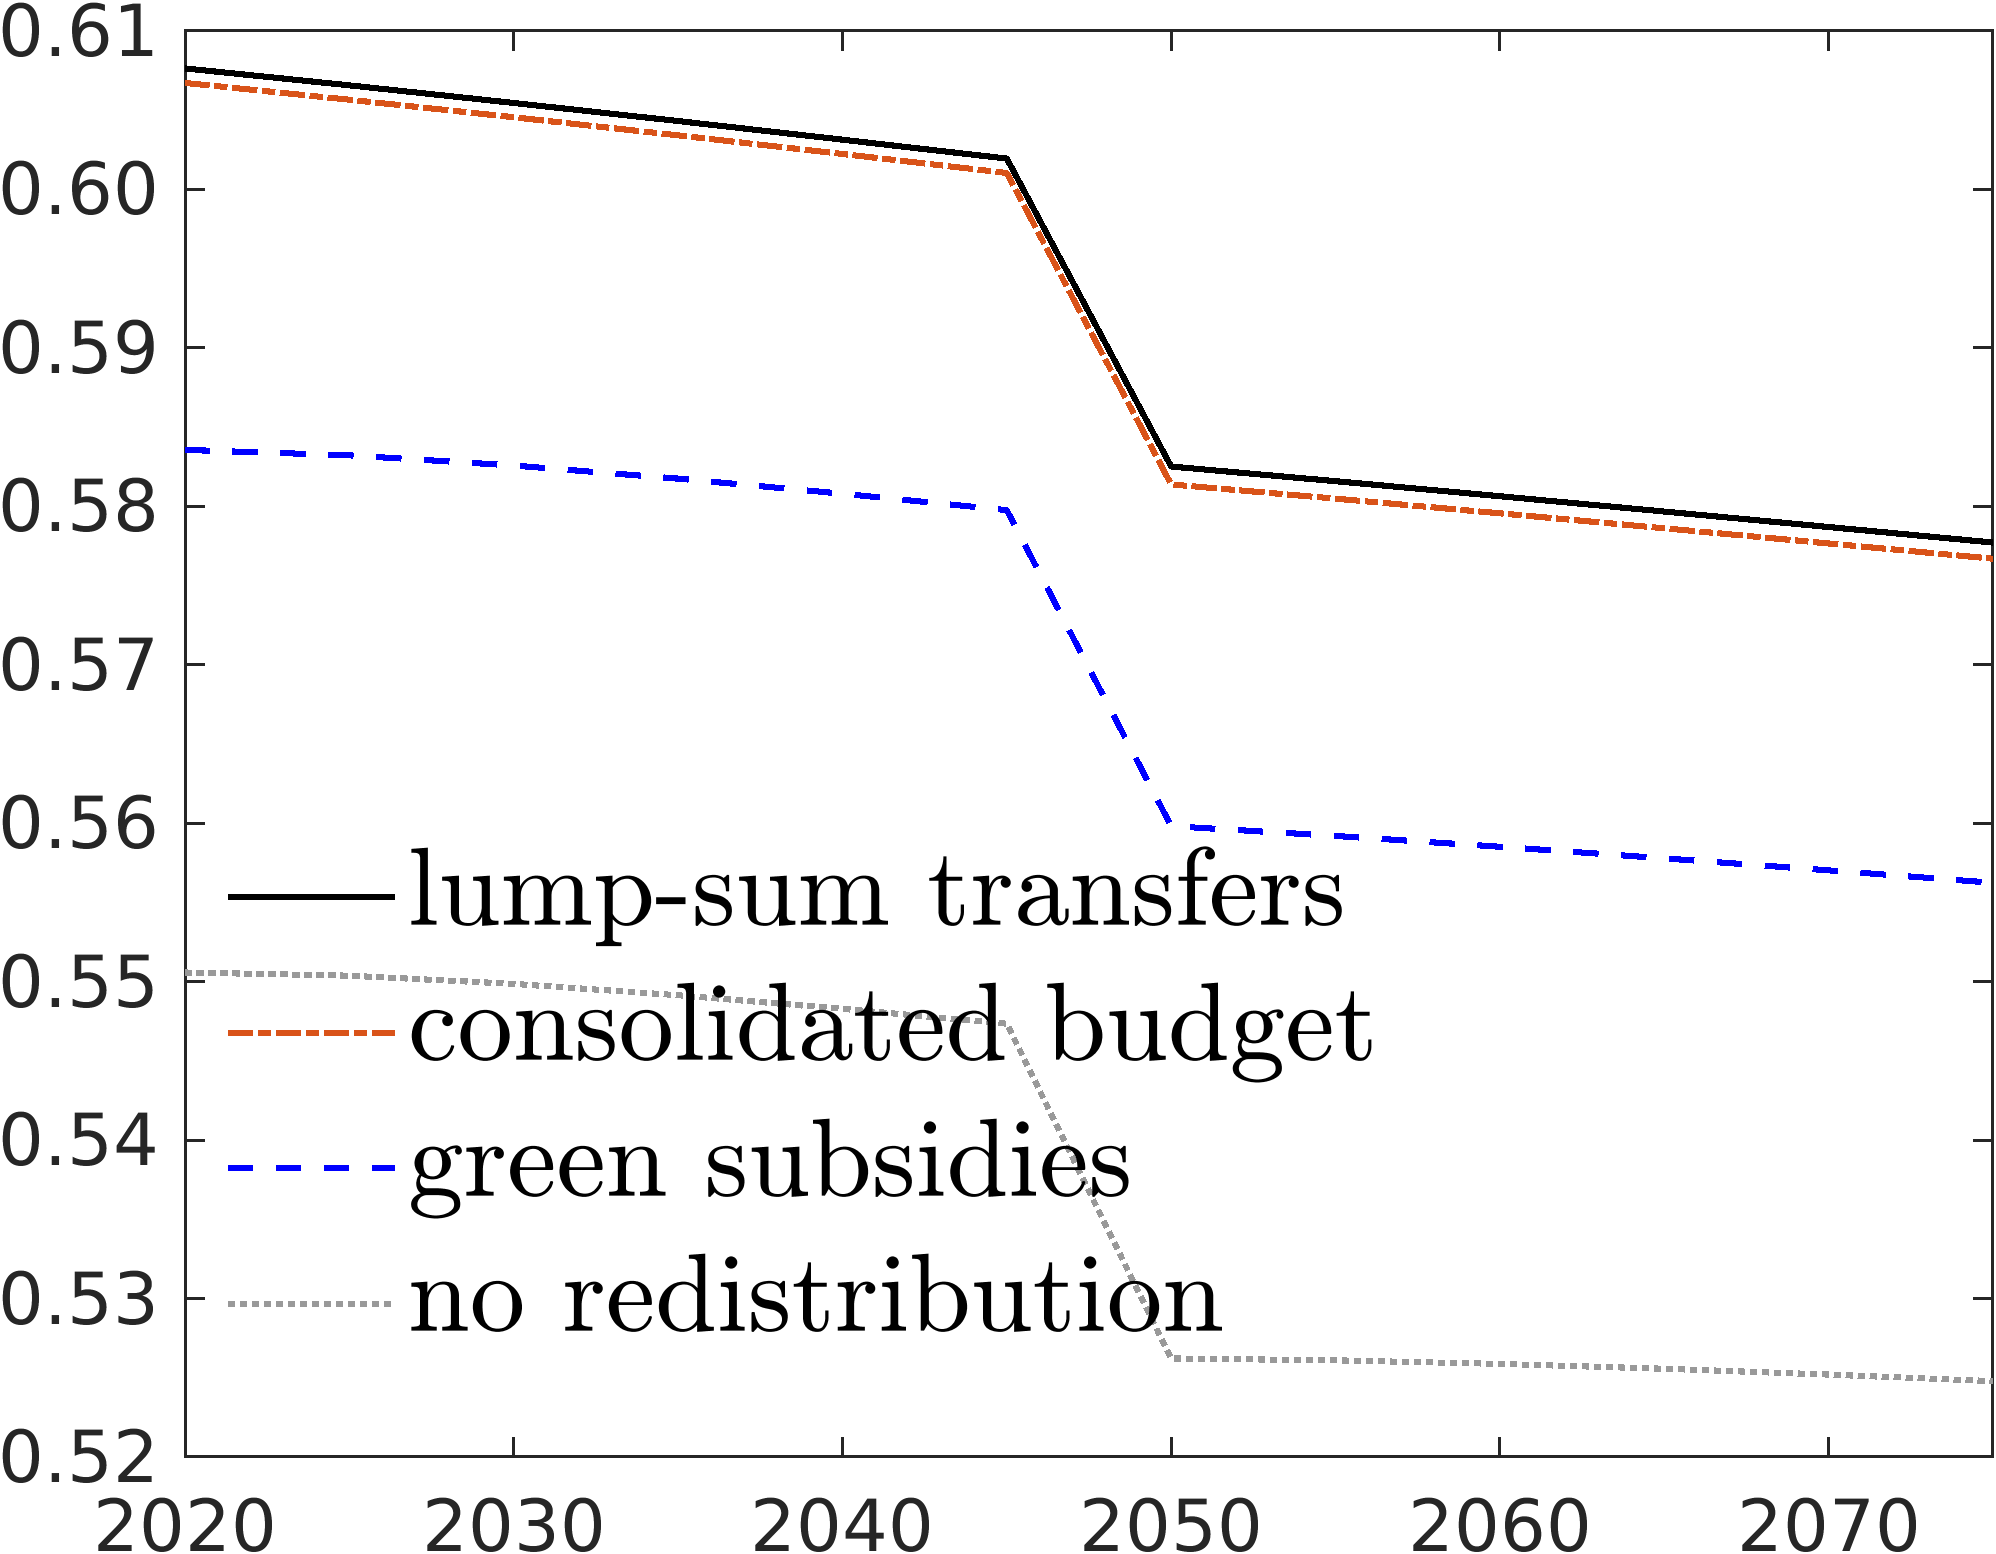 0.61
0.60
0.59
0.58
0.57
0.56
0.55
0.54
0.53
0.52
lump-sum transfers
consolidated budget
green subsidies
no redistribution
2020 2030 2040 2050 2060 2070